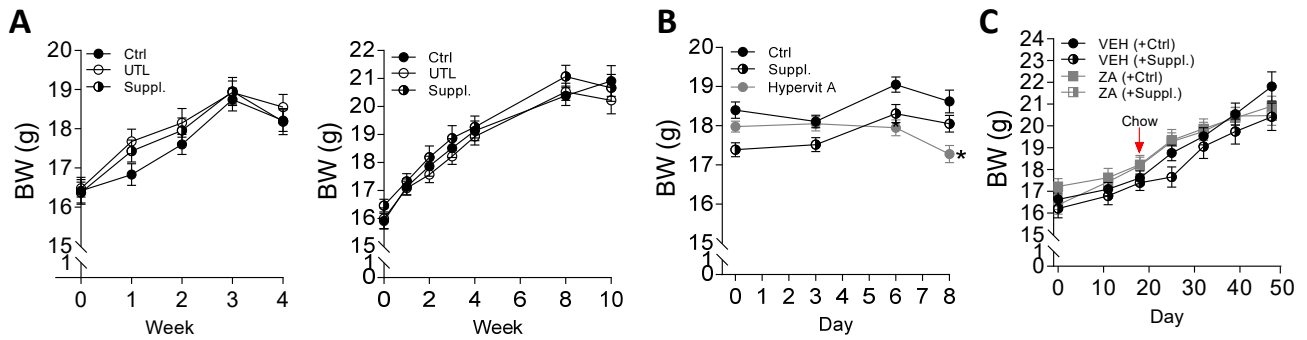 A
BW (g)
20
19
18
17
16
15
1
0
Ctrl
UTL
Suppl.
0 1 2 3 4
Week
BW (g)
22
21
20
19
18
17
16
15
1
0
Ctrl
UTL
Suppl.
0 2 4 6 8 10
Week
B
BW (g)
20
19
18
17
15
1
0
Ctrl
Suppl.
Hypervit A
*
0 1 2 3 4 5 6 7 8
Day
C
BW (g)
24
23
22
21
20
19
18
17
16
15
1
0
VEH (+Ctrl)
VEH (+Suppl.)
ZA (+Ctrl)
ZA (+Suppl.)
Chow
0 10 20 30 40 50
Day